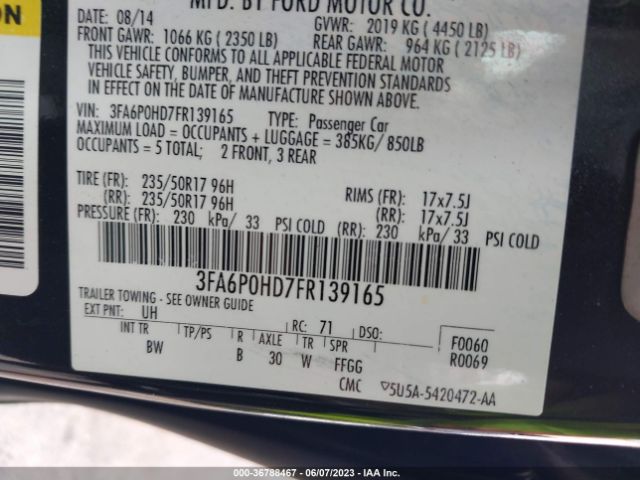 ON
MFD. BY FORD MOTOR CO.
DATE: 08/14 GVWR: 2019 KG ( 4450 LB)
FRONT GAWR: 1066 KG ( 2350 LB) REAR GAWR: 964 KG ( 2125 LB)
THIS VEHICLE CONFORMS TO ALL APPLICABLE FEDERAL MOTOR
VEHICLE SAFETY, BUMPER, AND THEFT PREVENTION STANDARDS
IN EFFECT ON THE DATE OF MANUFACTURE SHOWN ABOVE.
VIN: 3FA6P0HD7FR139165 TYPE: Passenger Car
MAXIMUM LOAD = OCCUPANTS + LUGGAGE = 385KG/ 850LB
OCCUPANTS = 5 TOTAL; 2 FRONT, 3 REAR
TIRE (FR): 235/50R17 96H RIMS (FR): 17x7.5J
(RR): 235/50R17 96H (RR): 17x7.5J
PRESSURE (FR): 230 kPa/ 33 PSI COLD (RR): 230 kPa/ 33 PSI COLD
3FA6P0HD7FR139165
TRAILER TOWING - SEE OWNER GUIDE
EXT PNT: UH RC: 71 DSO: F0060
INT TR TP/PS R AXLE TR SPR R0069
BW B 30 W FFGG
CMC ▽5U5A-5420472-AA
000-36788467 - 06/07/2023 - IAA Inc.